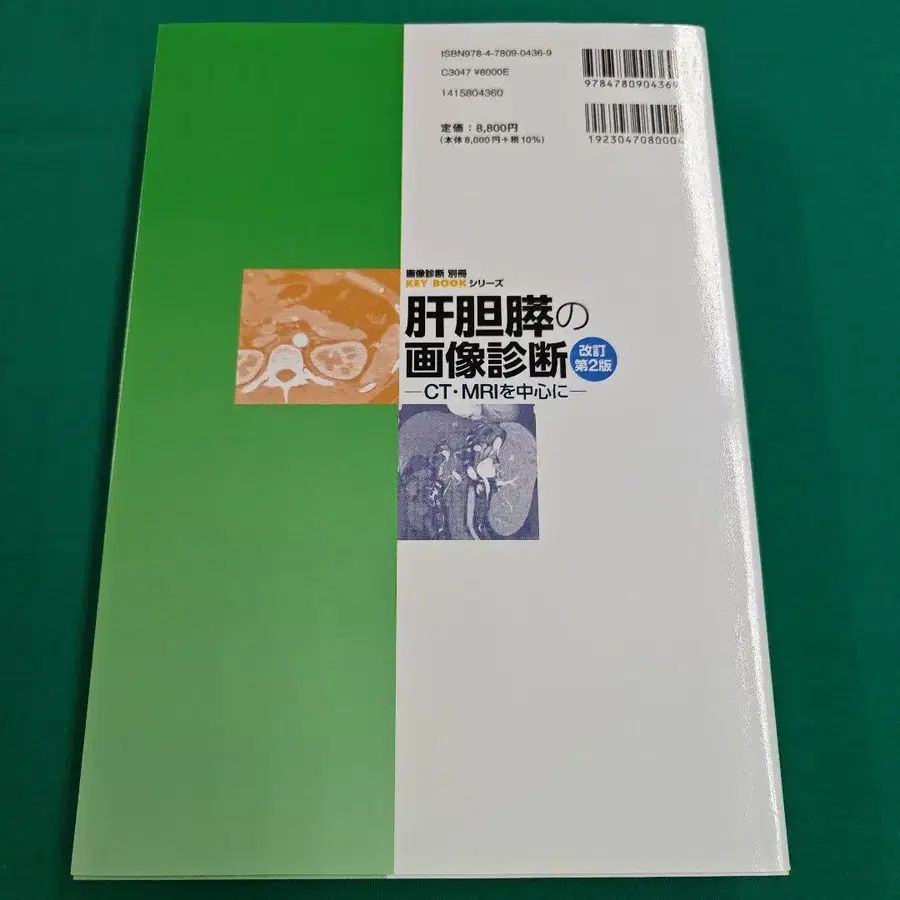 ISBN978-4-7809-0436-9
C3047 ¥8000E
1415804360
定価：8,800円
(本体8,000円+税10%)
9784780904369
1923047080004
画像診断 別冊
KEY BOOKシリーズ
肝胆膵の
画像診断
改訂
第2版
―CT・MRIを中心に―